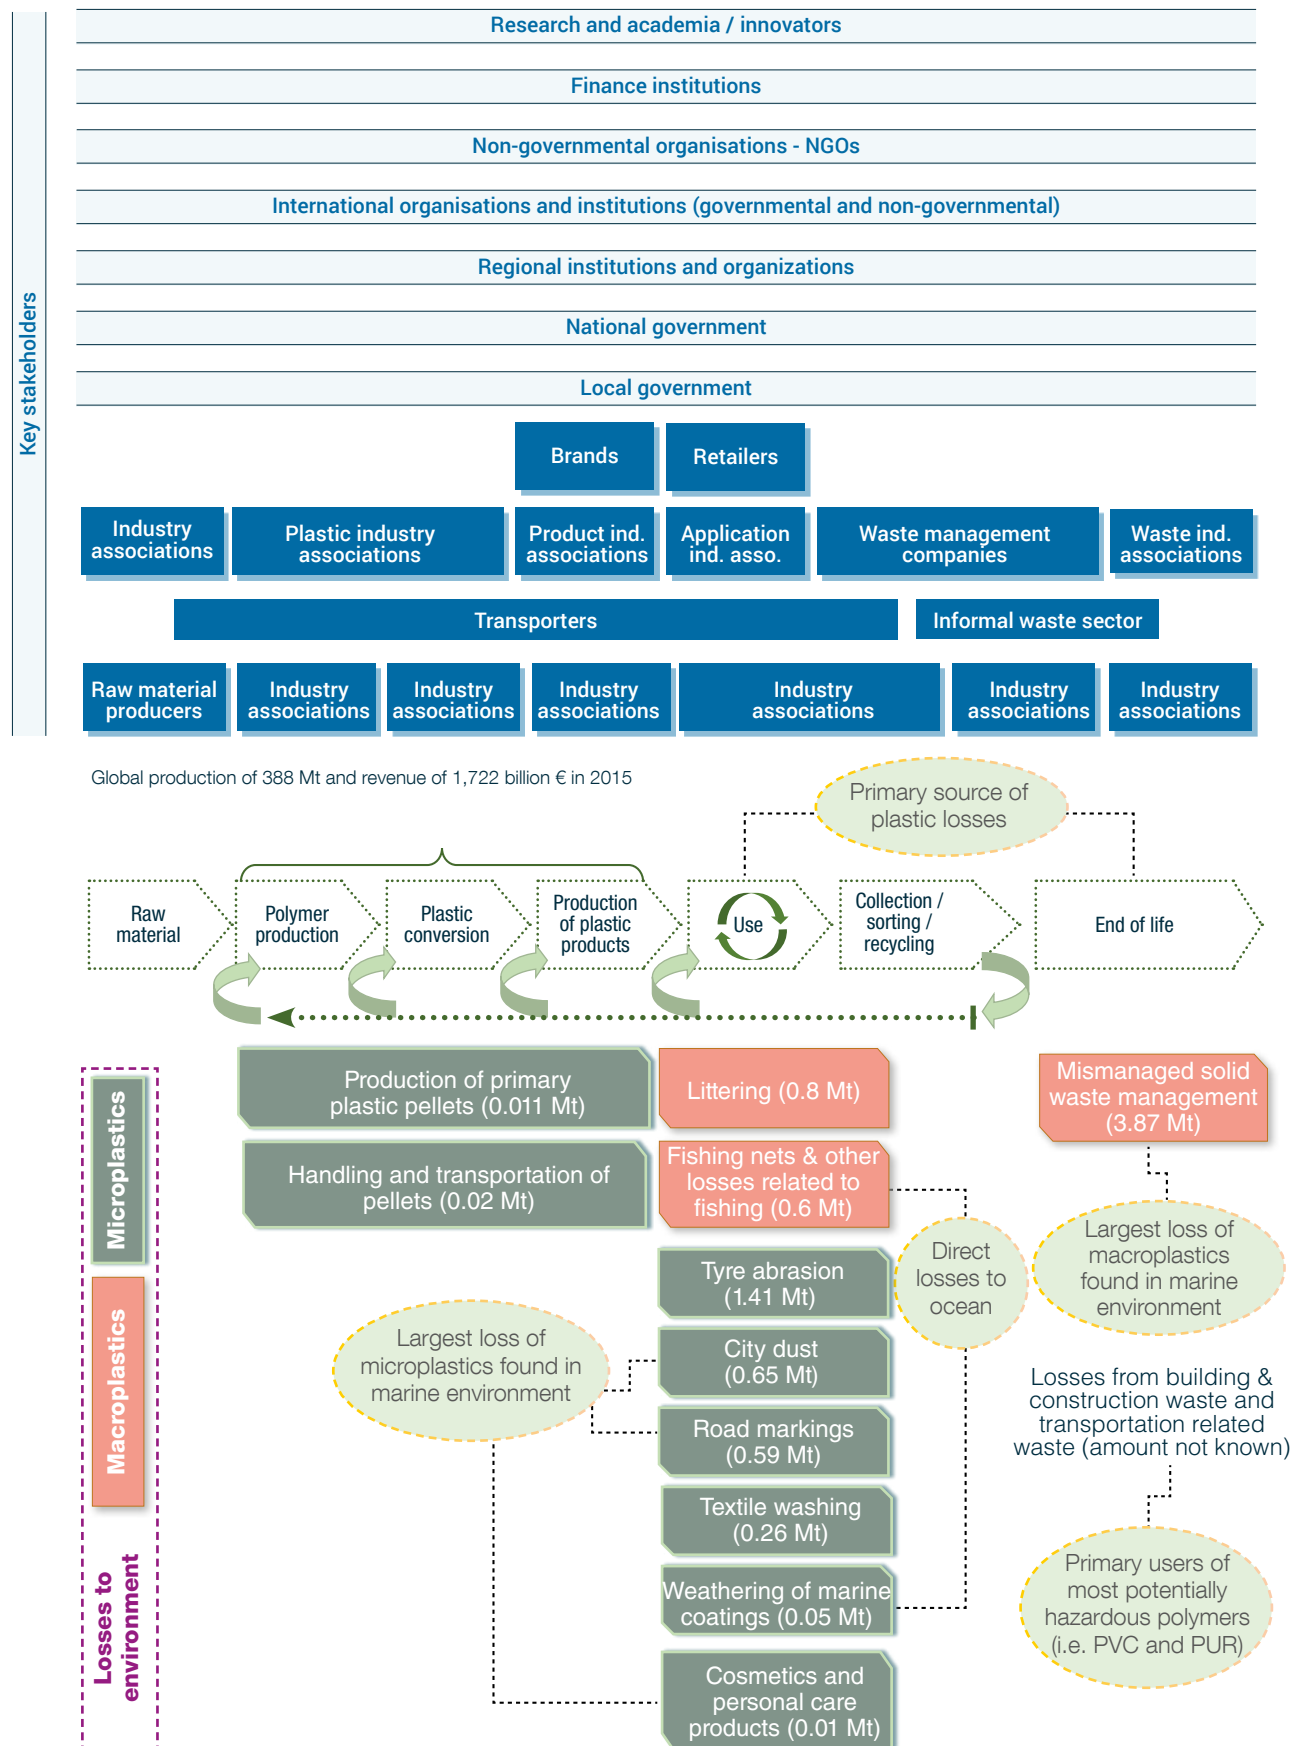 Key stakeholders
Research and academia / innovators
Finance institutions
Non-governmental organisations - NGOs
International organisations and institutions (governmental and non-governmental)
Regional institutions and organizations
National government
Local government
Brands
Retailers
Industry
associations
Plastic industry
associations
Product ind.
associations
Application
ind. asso.
Waste management
companies
Waste ind.
associations
Transporters
Informal waste sector
Raw material
producers
Industry
associations
Industry
associations
Industry
associations
Industry
associations
Industry
associations
Industry
associations
Global production of 388 Mt and revenue of 1,722 billion € in 2015
Primary source of
plastic losses
Raw
material
Polymer
production
Plastic
conversion
Production
of plastic
products
Use
Collection /
sorting /
recycling
End of life
Microplastics
Macroplastics
Losses to
environment
Production of primary
plastic pellets (0.011 Mt)
Handling and transportation of
pellets (0.02 Mt)
Littering (0.8 Mt)
Fishing nets & other
losses related to
fishing (0.6 Mt)
Tyre abrasion
(1.41 Mt)
City dust
(0.65 Mt)
Road markings
(0.59 Mt)
Textile washing
(0.26 Mt)
Weathering of marine
coatings (0.05 Mt)
Cosmetics and
personal care
products (0.01 Mt)
Largest loss of
microplastics found in
marine environment
Direct
losses to
ocean
Mismanaged solid
waste management
(3.87 Mt)
Largest loss of
macroplastics
found in marine
environment
Losses from building &
construction waste and
transportation related
waste (amount not known)
Primary users of
most potentially
hazardous polymers
(i.e. PVC and PUR)